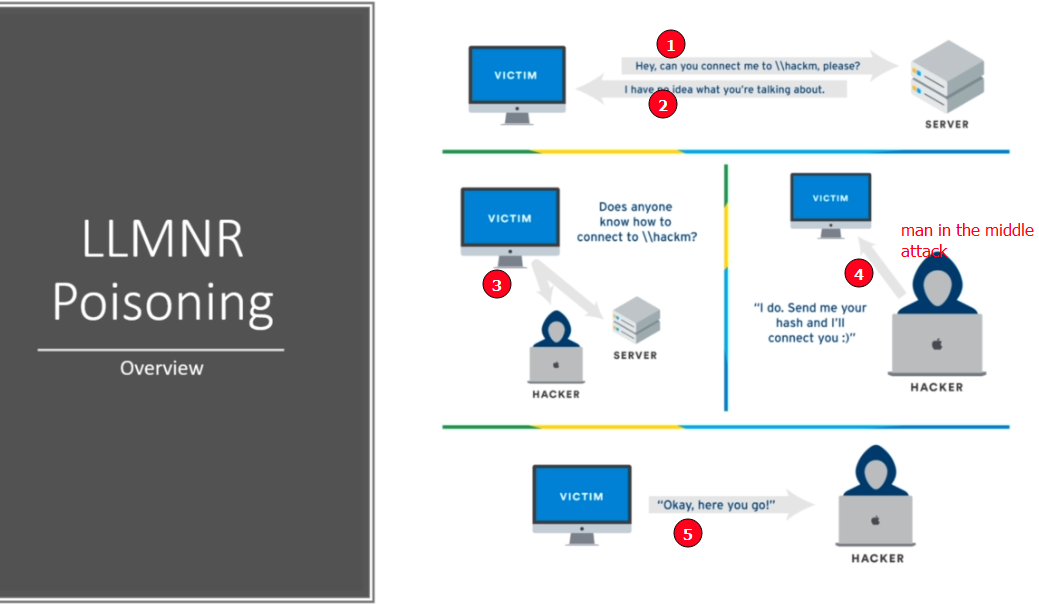 LLMNR
Poisoning
Overview
1
VICTIM
Hey, can you connect me to \\hackm, please?
I have no idea what you're talking about.
2
SERVER
VICTIM
Does anyone
know how to
connect to \\hackm?
3
SERVER
HACKER
VICTIM
man in the middle
attack
4
"I do. Send me your
hash and I'll
connect you :)"
HACKER
VICTIM
"Okay, here you go!"
5
HACKER